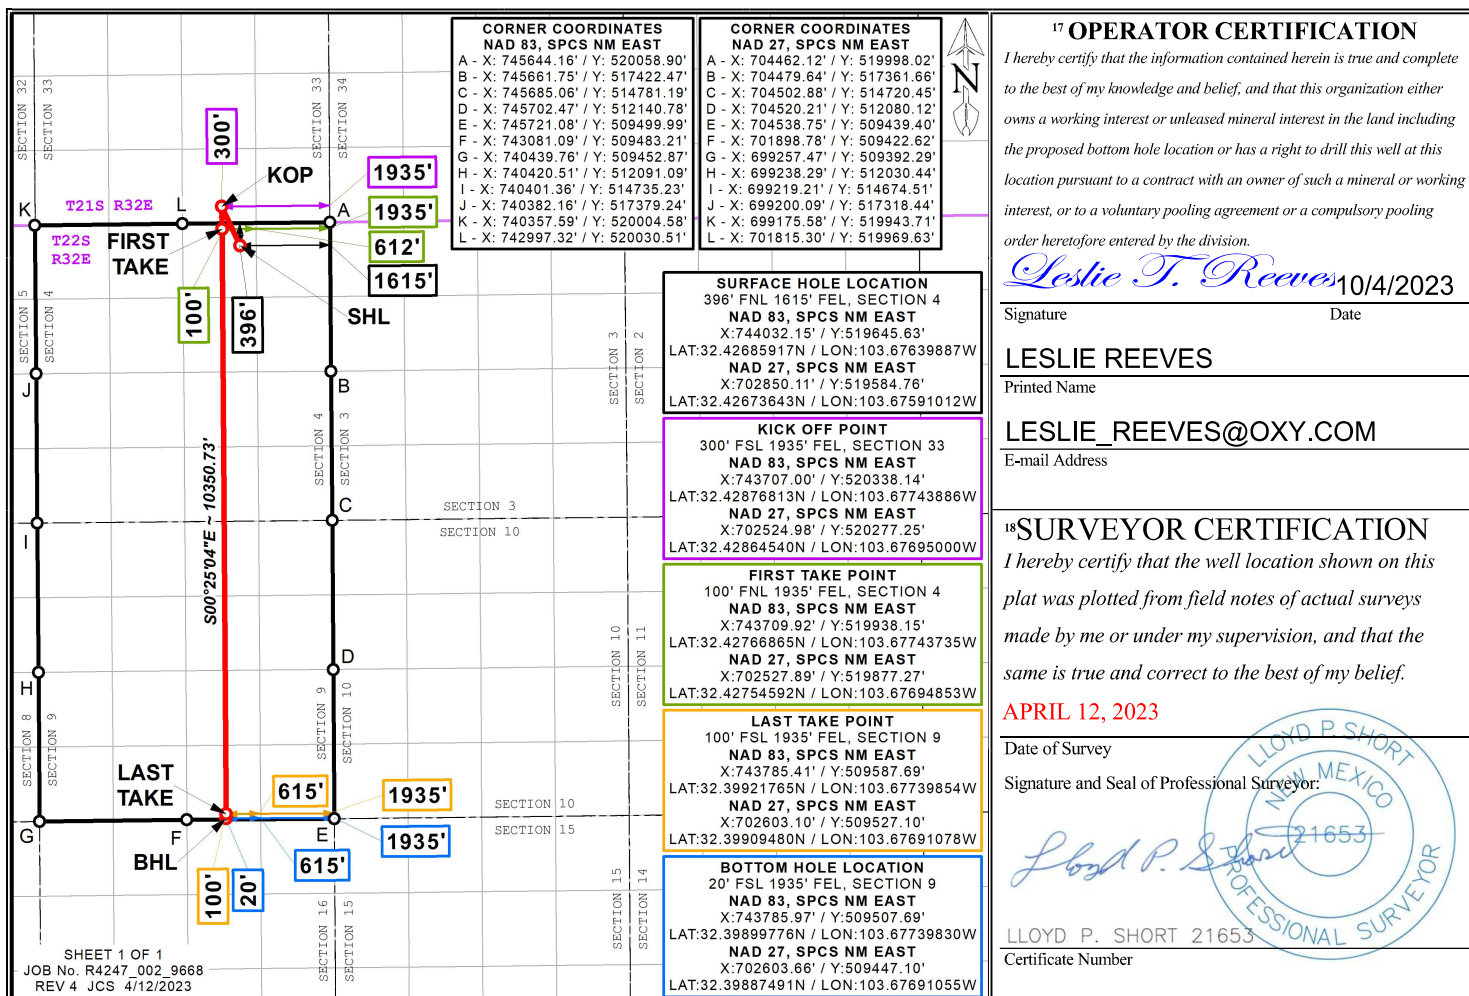 SECTION 32
SECTION 33
SECTION 33
SECTION 34
300'
KOP
1935'
K
T21S R32E
L
A
1935'
T22S
R32E
FIRST
TAKE
612'
1615'
100'
396'
SHL
SECTION 5
SECTION 4
J
B
SECTION 3
SECTION 2
SECTION 4
SECTION 3
S00°25'04"E ~ 10350.73'
C
SECTION 3
SECTION 10
I
D
H
SECTION 10
SECTION 11
SECTION 9
SECTION 10
SECTION 8
SECTION 9
LAST
TAKE
615'
1935'
SECTION 10
SECTION 15
G
F
E
1935'
BHL
615'
100'
20'
SECTION 16
SECTION 15
SECTION 15
SECTION 14
SHEET 1 OF 1
JOB No. R4247_002_9668
REV 4 JCS 4/12/2023
CORNER COORDINATES
NAD 83, SPCS NM EAST
A - X: 745644.16' / Y: 520058.90'
B - X: 745661.75' / Y: 517422.47'
C - X: 745685.06' / Y: 514781.19'
D - X: 745702.47' / Y: 512140.78'
E - X: 745721.08' / Y: 509499.99'
F - X: 743081.09' / Y: 509483.21'
G - X: 740439.76' / Y: 509452.87'
H - X: 740420.51' / Y: 512091.09'
I - X: 740401.36' / Y: 514735.23'
J - X: 740382.16' / Y: 517379.24'
K - X: 740357.59' / Y: 520004.58'
L - X: 742997.32' / Y: 520030.51'
CORNER COORDINATES
NAD 27, SPCS NM EAST
A - X: 704462.12' / Y: 519998.02'
B - X: 704479.64' / Y: 517361.66'
C - X: 704502.88' / Y: 514720.45'
D - X: 704520.21' / Y: 512080.12'
E - X: 704538.75' / Y: 509439.40'
F - X: 701898.78' / Y: 509422.62'
G - X: 699257.47' / Y: 509392.29'
H - X: 699238.29' / Y: 512030.44'
I - X: 699219.21' / Y: 514674.51'
J - X: 699200.09' / Y: 517318.44'
K - X: 699175.58' / Y: 519943.71'
L - X: 701815.30' / Y: 519969.63'
N
SURFACE HOLE LOCATION
396' FNL 1615' FEL, SECTION 4
NAD 83, SPCS NM EAST
X:744032.15' / Y:519645.63'
LAT:32.42685917N / LON:103.67639887W
NAD 27, SPCS NM EAST
X:702850.11' / Y:519584.76'
LAT:32.42673643N / LON:103.67591012W
KICK OFF POINT
300' FSL 1935' FEL, SECTION 33
NAD 83, SPCS NM EAST
X:743707.00' / Y:520338.14'
LAT:32.42876813N / LON:103.67743886W
NAD 27, SPCS NM EAST
X:702524.98' / Y:520277.25'
LAT:32.42864540N / LON:103.67695000W
FIRST TAKE POINT
100' FNL 1935' FEL, SECTION 4
NAD 83, SPCS NM EAST
X:743709.92' / Y:519938.15'
LAT:32.42766865N / LON:103.67743735W
NAD 27, SPCS NM EAST
X:702527.89' / Y:519877.27'
LAT:32.42754592N / LON:103.67694853W
LAST TAKE POINT
100' FSL 1935' FEL, SECTION 9
NAD 83, SPCS NM EAST
X:743785.41' / Y:509587.69'
LAT:32.39921765N / LON:103.67739854W
NAD 27, SPCS NM EAST
X:702603.10' / Y:509527.10'
LAT:32.39909480N / LON:103.67691078W
BOTTOM HOLE LOCATION
20' FSL 1935' FEL, SECTION 9
NAD 83, SPCS NM EAST
X:743785.97' / Y:509507.69'
LAT:32.39899776N / LON:103.67739830W
NAD 27, SPCS NM EAST
X:702603.66' / Y:509447.10'
LAT:32.39887491N / LON:103.67691055W
17 OPERATOR CERTIFICATION
I hereby certify that the information contained herein is true and complete
to the best of my knowledge and belief, and that this organization either
owns a working interest or unleased mineral interest in the land including
the proposed bottom hole location or has a right to drill this well at this
location pursuant to a contract with an owner of such a mineral or working
interest, or to a voluntary pooling agreement or a compulsory pooling
order heretofore entered by the division.
Leslie T. Reeves 10/4/2023
Signature Date
LESLIE REEVES
Printed Name
LESLIE_REEVES@OXY.COM
E-mail Address
18 SURVEYOR CERTIFICATION
I hereby certify that the well location shown on this
plat was plotted from field notes of actual surveys
made by me or under my supervision, and that the
same is true and correct to the best of my belief.
APRIL 12, 2023
Date of Survey
Signature and Seal of Professional Surveyor:
LLOYD P. SHORT
NEW MEXICO
21653
PROFESSIONAL SURVEYOR
Lloyd P. Short
LLOYD P. SHORT 21653
Certificate Number